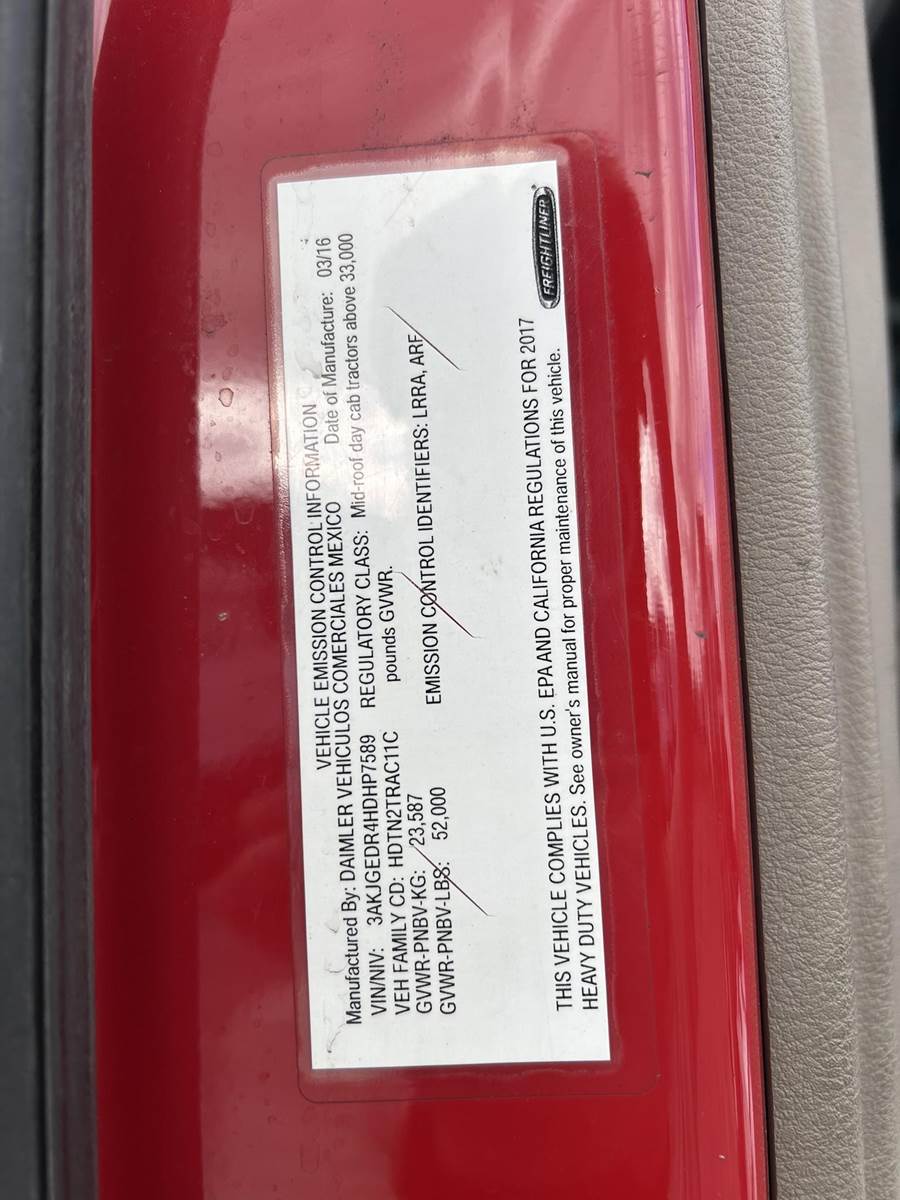 VEHICLE EMISSION CONTROL INFORMATION
Manufactured By: DAIMLER VEHICULOS COMERCIALES MEXICO Date of Manufacture: 03/16
VIN/NIV: 3AKJGEDR4HDHP7589 REGULATORY CLASS: Mid-roof day cab tractors above 33,000
VEH FAMILY CD: HDTN2TRAC11C pounds GVWR.
GVWR-PNBV-KG: 23,587 EMISSION CONTROL IDENTIFIERS: LRRA, ARF
GVWR-PNBV-LBS: 52,000
THIS VEHICLE COMPLIES WITH U.S. EPA AND CALIFORNIA REGULATIONS FOR 2017
HEAVY DUTY VEHICLES. See owner's manual for proper maintenance of this vehicle.
FREIGHTLINER